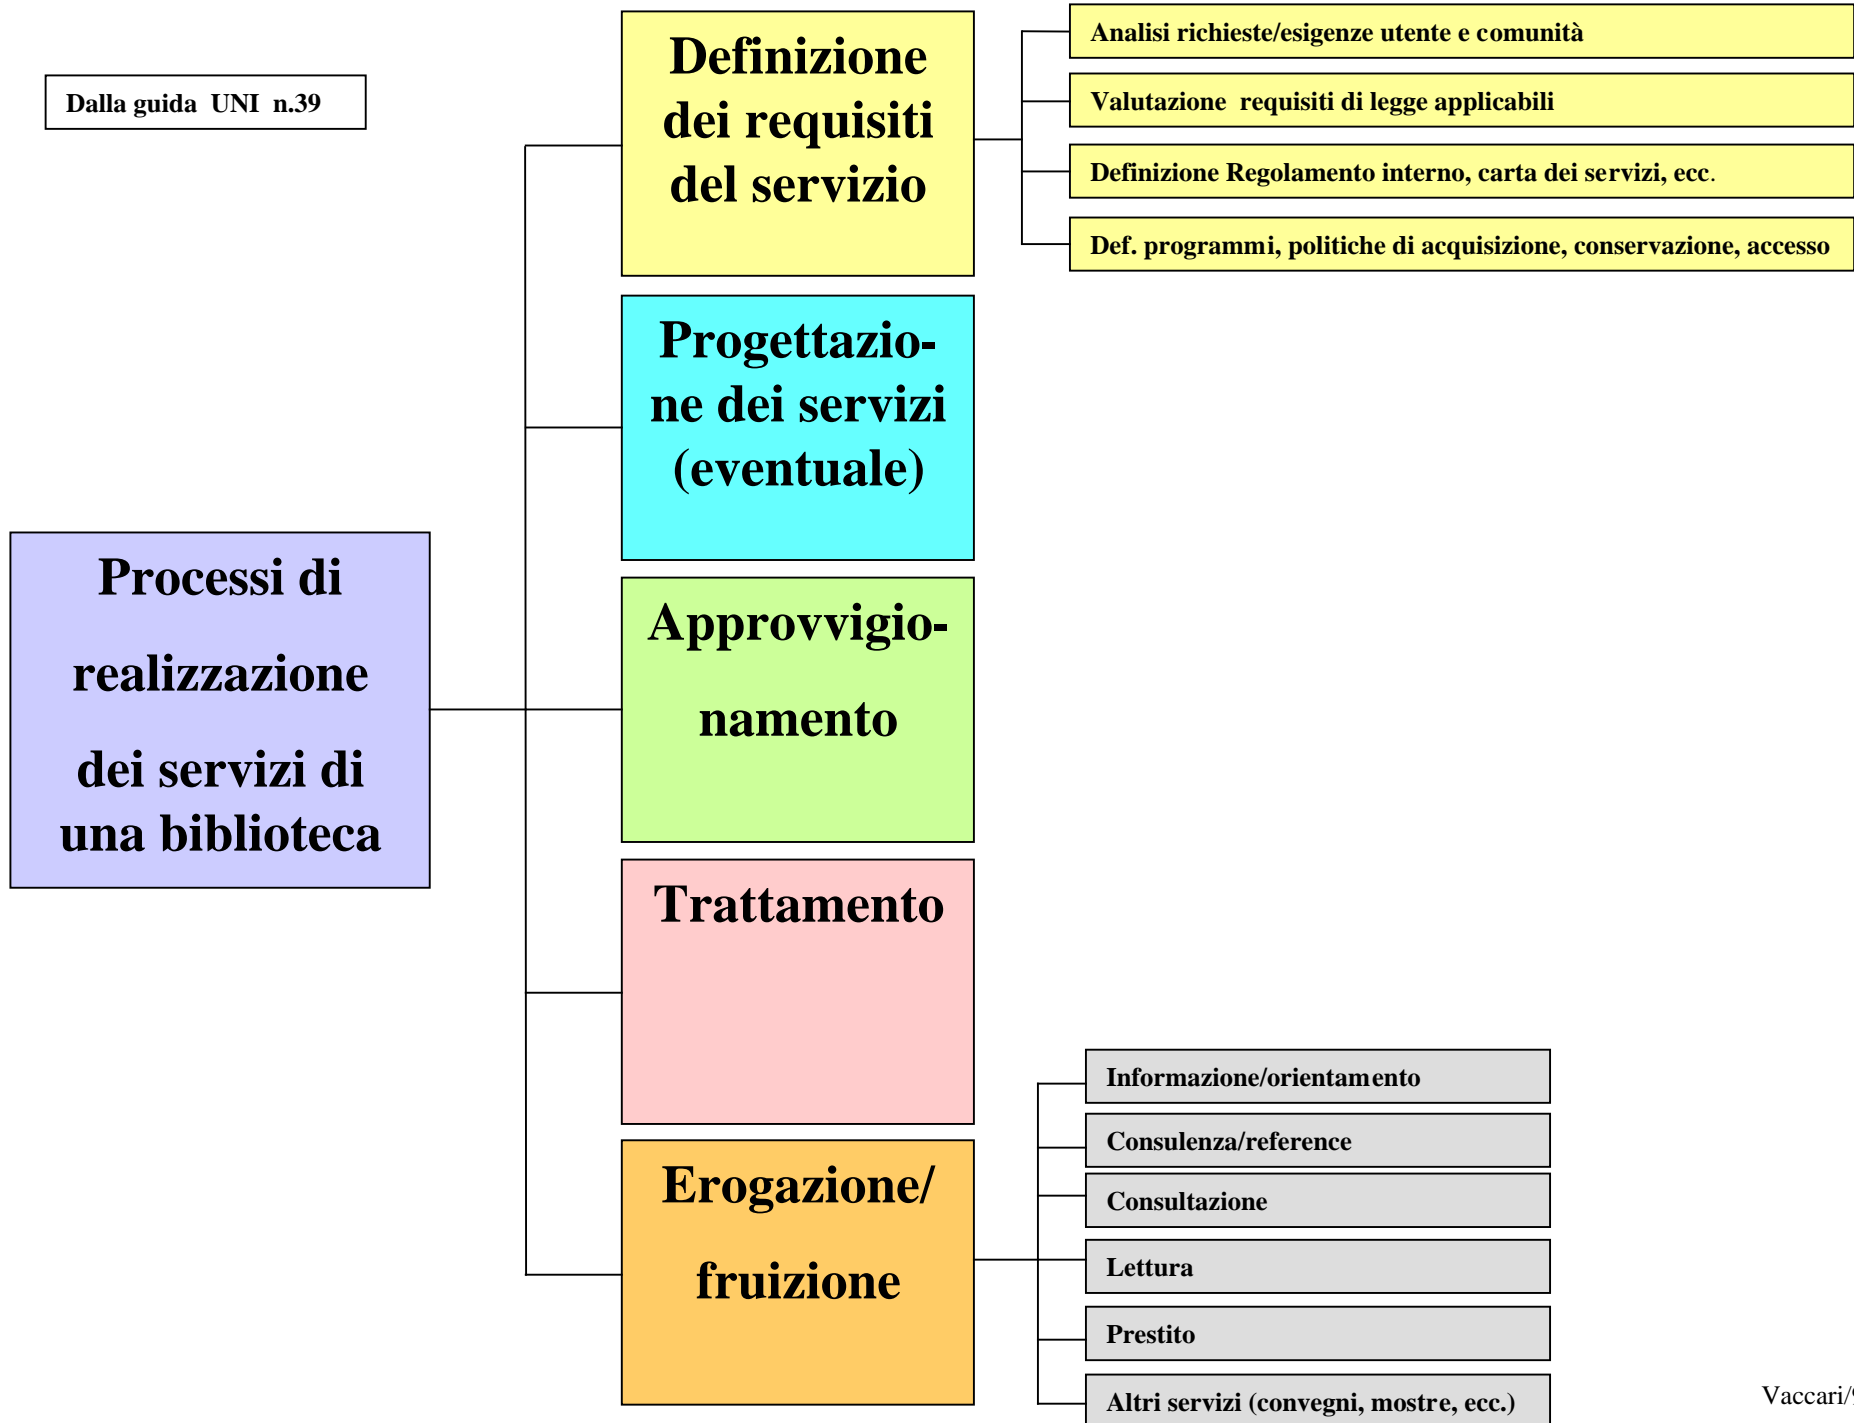 Dalla guida UNI n.39
Processi di
realizzazione
dei servizi di
una biblioteca
Definizione
dei requisiti
del servizio
Analisi richieste/esigenze utente e comunità
Valutazione requisiti di legge applicabili
Definizione Regolamento interno, carta dei servizi, ecc.
Def. programmi, politiche di acquisizione, conservazione, accesso
Progettazio-
ne dei servizi
(eventuale)
Approvvigio-
namento
Trattamento
Erogazione/
fruizione
Informazione/orientamento
Consulenza/reference
Consultazione
Lettura
Prestito
Altri servizi (convegni, mostre, ecc.)
Vaccari/